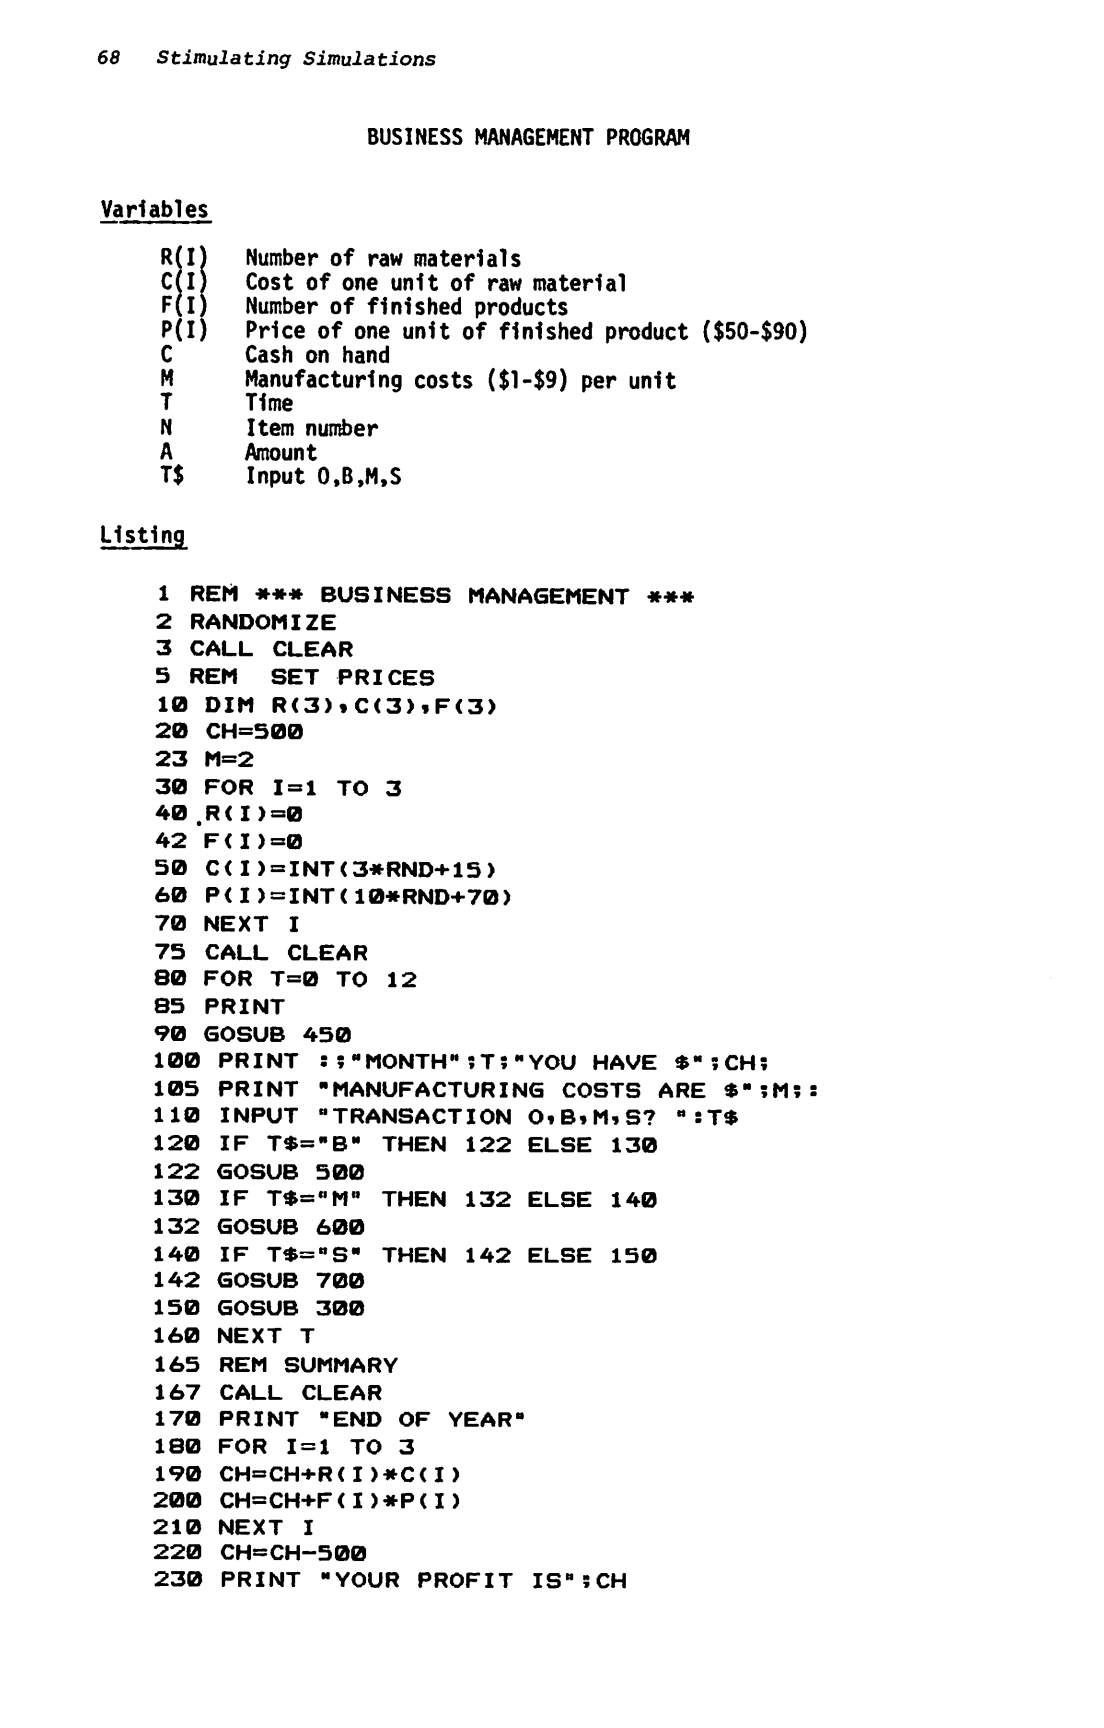 68 Stimulating Simulations
BUSINESS MANAGEMENT PROGRAM
Variables
R(I) Number of raw materials
C(I) Cost of one unit of raw material
F(I) Number of finished products
P(I) Price of one unit of finished product ($50-$90)
C Cash on hand
M Manufacturing costs ($1-$9) per unit
T Time
N Item number
A Amount
T$ Input O,B,M,S
Listing
1 REM *** BUSINESS MANAGEMENT ***
2 RANDOMIZE
3 CALL CLEAR
5 REM  SET PRICES
10 DIM R(3),C(3),F(3)
20 CH=500
23 M=2
30 FOR I=1 TO 3
40 R(I)=0
42 F(I)=0
50 C(I)=INT(3*RND+15)
60 P(I)=INT(10*RND+70)
70 NEXT I
75 CALL CLEAR
80 FOR T=0 TO 12
85 PRINT
90 GOSUB 450
100 PRINT :;"MONTH";T;"YOU HAVE $";CH;
105 PRINT "MANUFACTURING COSTS ARE $";M;:
110 INPUT "TRANSACTION O,B,M,S? ":T$
120 IF T$="B" THEN 122 ELSE 130
122 GOSUB 500
130 IF T$="M" THEN 132 ELSE 140
132 GOSUB 600
140 IF T$="S" THEN 142 ELSE 150
142 GOSUB 700
150 GOSUB 300
160 NEXT T
165 REM SUMMARY
167 CALL CLEAR
170 PRINT "END OF YEAR"
180 FOR I=1 TO 3
190 CH=CH+R(I)*C(I)
200 CH=CH+F(I)*P(I)
210 NEXT I
220 CH=CH-500
230 PRINT "YOUR PROFIT IS";CH